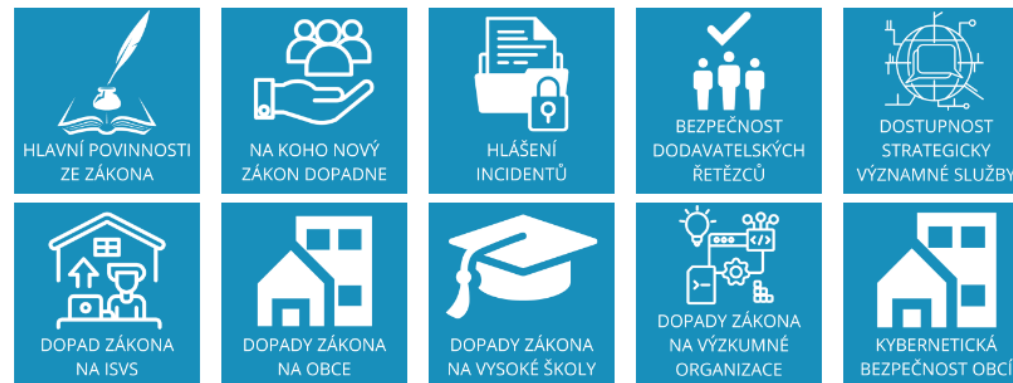 HLAVNÍ POVINNOSTI
ZE ZÁKONA
NA KOHO NOVÝ
ZÁKON DOPADNE
HLÁŠENÍ
INCIDENTŮ
BEZPEČNOST
DODAVATELSKÝCH
ŘETĚZCŮ
DOSTUPNOST
STRATEGICKY
VÝZNAMNÉ SLUŽBY
DOPAD ZÁKONA
NA ISVS
DOPADY ZÁKONA
NA OBCE
DOPADY ZÁKONA
NA VYSOKÉ ŠKOLY
DOPADY ZÁKONA
NA VÝZKUMNÉ
ORGANIZACE
KYBERNETICKÁ
BEZPEČNOST OBCÍ